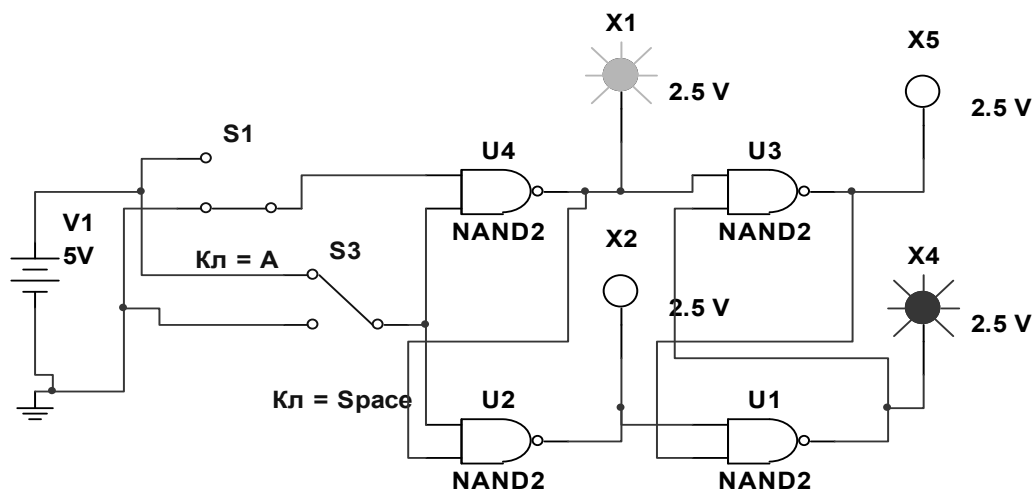 X1
X5
2.5 V
2.5 V
S1
U4
U3
V1
5V
NAND2
NAND2
X2
X4
Кл = A
S3
2.5 V
2.5 V
Кл = Space
U2
U1
NAND2
NAND2